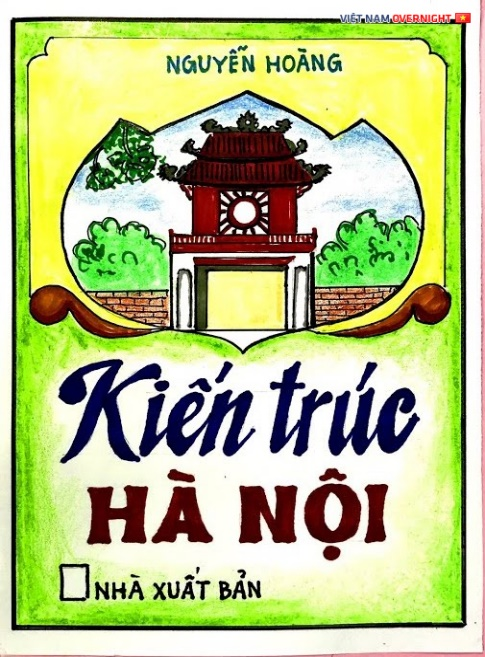 VIỆT NAM OVERNIGHT
NGUYỄN HOÀNG
Kiến trúc
HÀ NỘI
NHÀ XUẤT BẢN